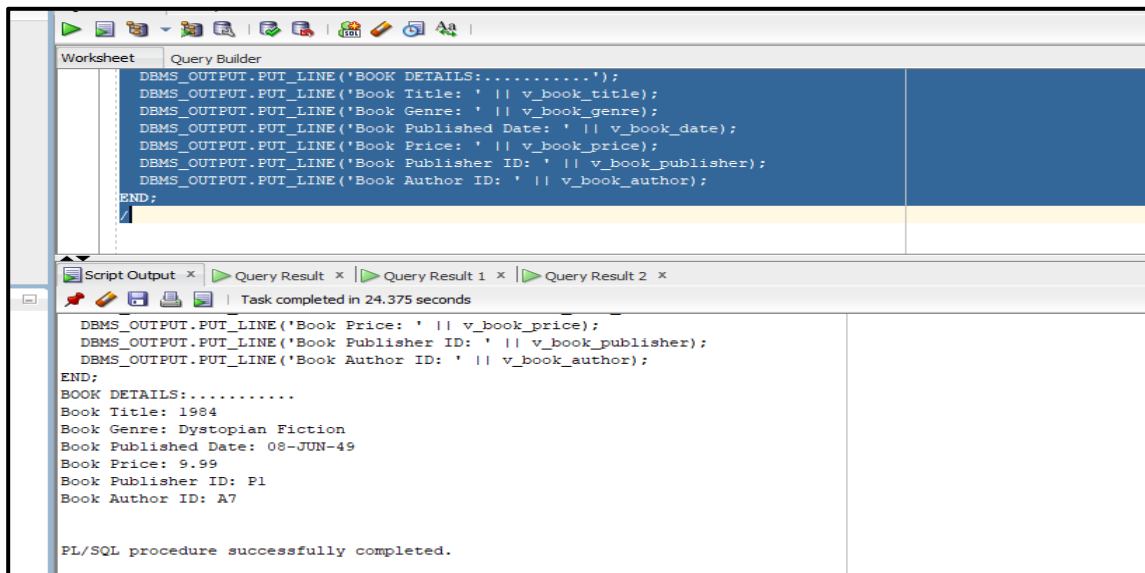 Worksheet Query Builder
DBMS_OUTPUT.PUT_LINE('BOOK DETAILS:...........');
DBMS_OUTPUT.PUT_LINE('Book Title: ' || v_book_title);
DBMS_OUTPUT.PUT_LINE('Book Genre: ' || v_book_genre);
DBMS_OUTPUT.PUT_LINE('Book Published Date: ' || v_book_date);
DBMS_OUTPUT.PUT_LINE('Book Price: ' || v_book_price);
DBMS_OUTPUT.PUT_LINE('Book Publisher ID: ' || v_book_publisher);
DBMS_OUTPUT.PUT_LINE('Book Author ID: ' || v_book_author);
END;
/
Script Output × Query Result × Query Result 1 × Query Result 2 ×
Task completed in 24.375 seconds
DBMS_OUTPUT.PUT_LINE('Book Price: ' || v_book_price);
DBMS_OUTPUT.PUT_LINE('Book Publisher ID: ' || v_book_publisher);
DBMS_OUTPUT.PUT_LINE('Book Author ID: ' || v_book_author);
END;
BOOK DETAILS:...........
Book Title: 1984
Book Genre: Dystopian Fiction
Book Published Date: 08-JUN-49
Book Price: 9.99
Book Publisher ID: P1
Book Author ID: A7
PL/SQL procedure successfully completed.